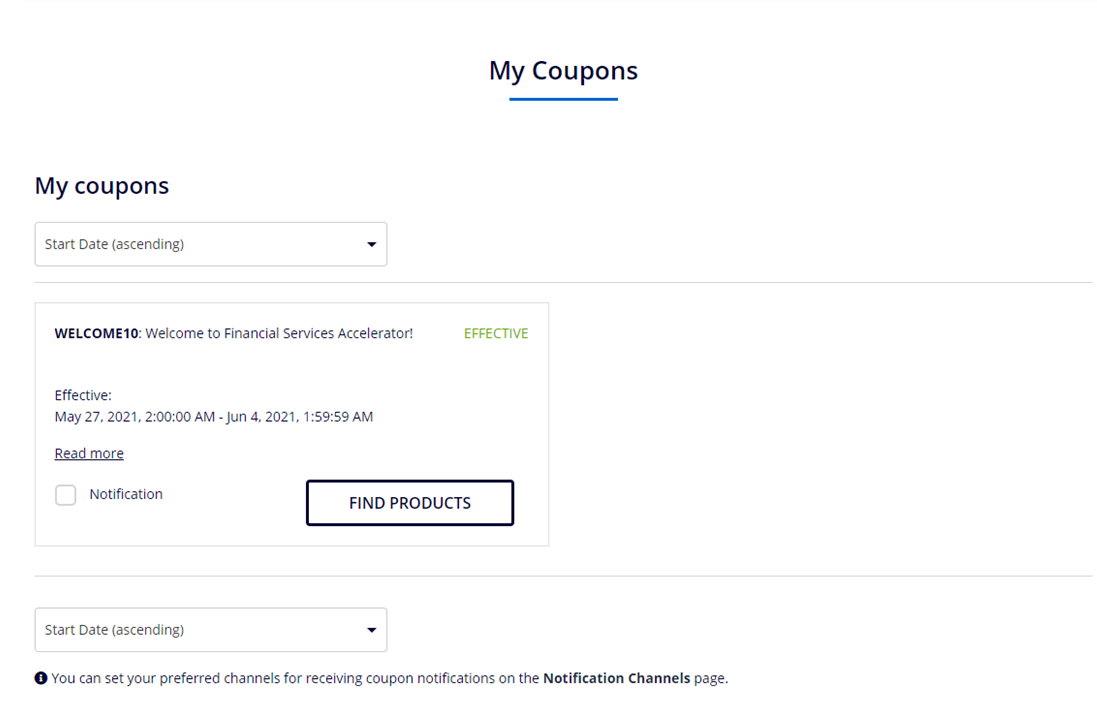 My Coupons
My coupons
Start Date (ascending)
WELCOME10: Welcome to Financial Services Accelerator!
EFFECTIVE
Effective:
May 27, 2021, 2:00:00 AM - Jun 4, 2021, 1:59:59 AM
Read more
Notification
FIND PRODUCTS
Start Date (ascending)
You can set your preferred channels for receiving coupon notifications on the Notification Channels page.